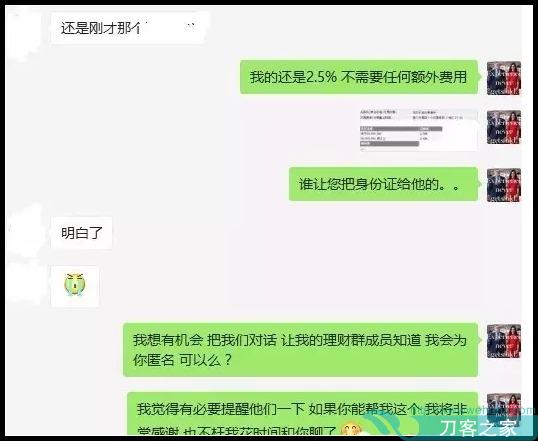 还是刚才那个
我的还是2.5% 不需要任何额外费用
谁让您把身份证给他的。。
明白了
我想有机会 把我们对话 让我的理财群成员知道 我会为
你匿名 可以么？
我觉得有必要提醒他们一下 如果你能帮我这个 我将非
常感谢 也不枉我花时间和你聊了
刀客之家